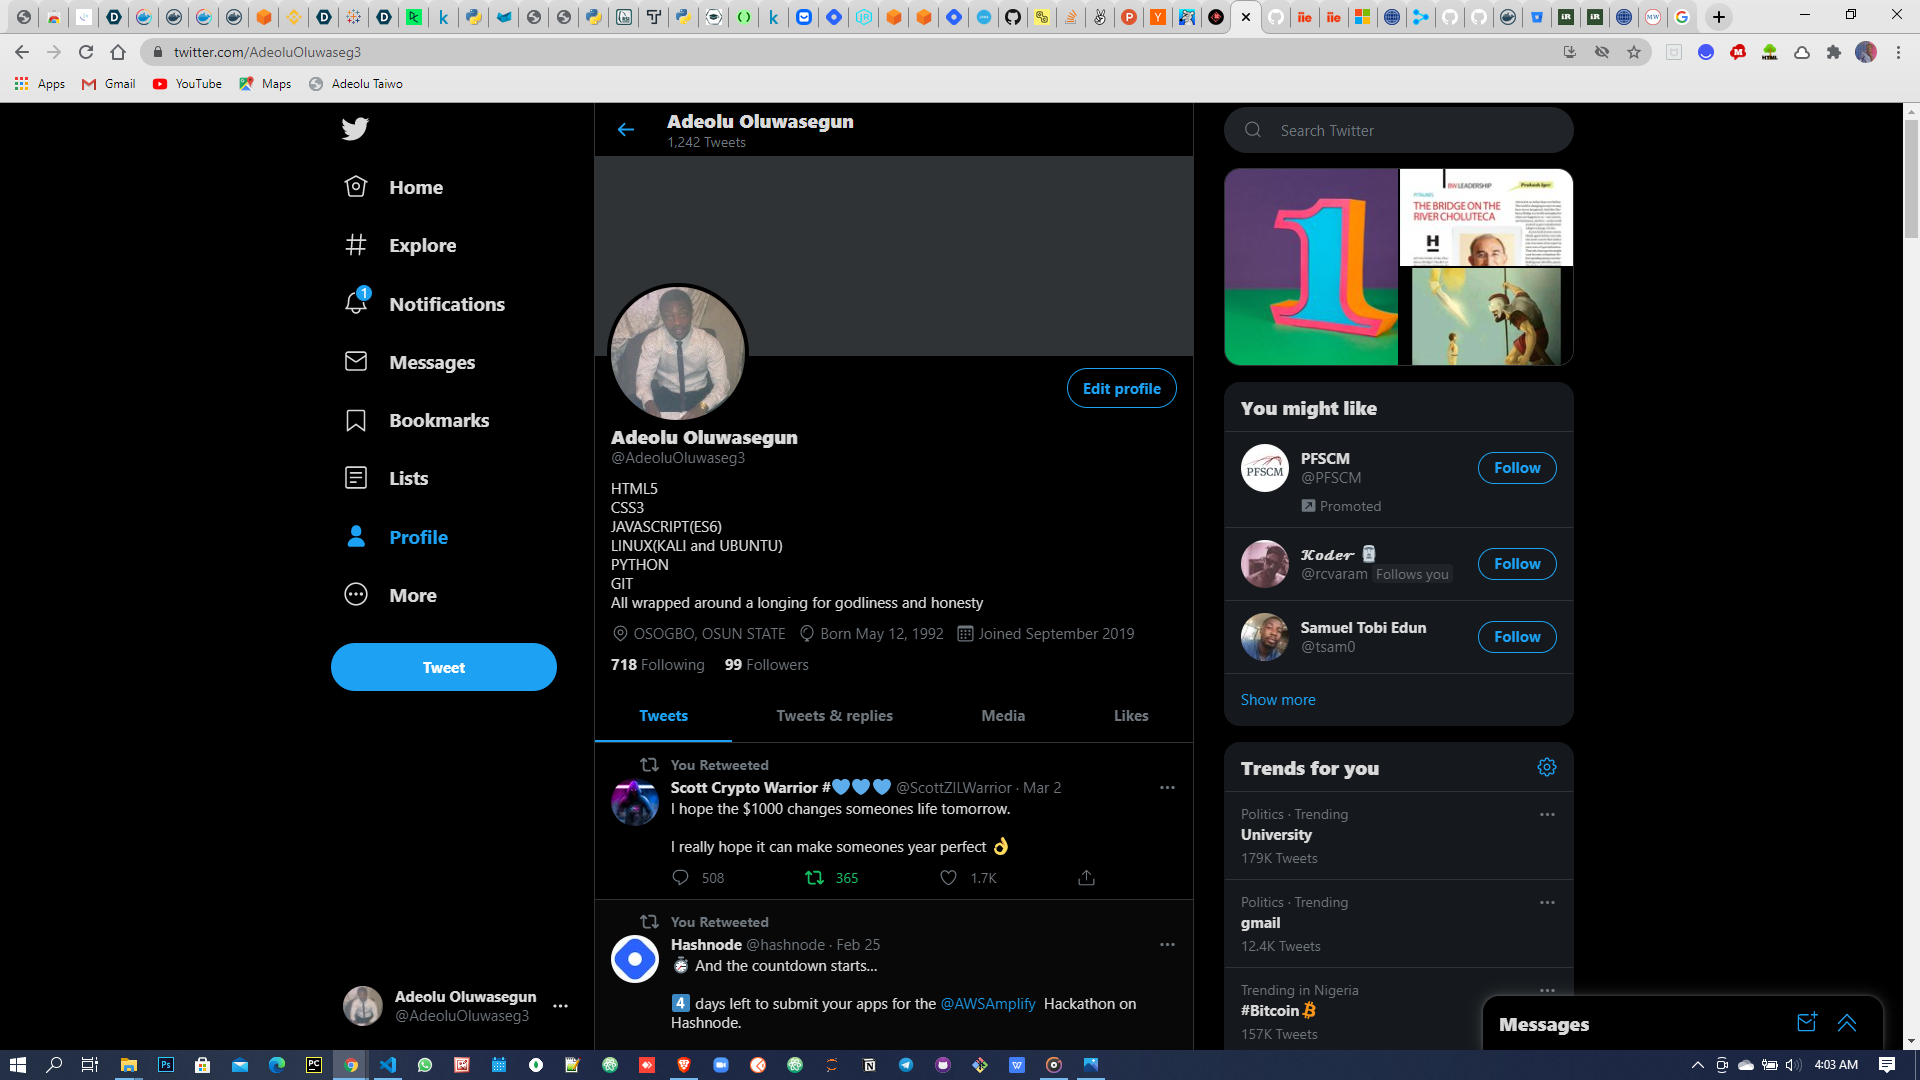 twitter.com/AdeoluOluwaseg3
Apps
Gmail
YouTube
Maps
Adeolu Taiwo
Home
Explore
1
Notifications
Messages
Bookmarks
Lists
Profile
More
Tweet
Adeolu Oluwasegun
@AdeoluOluwaseg3
Adeolu Oluwasegun
1,242 Tweets
Edit profile
Adeolu Oluwasegun
@AdeoluOluwaseg3
HTML5
CSS3
JAVASCRIPT(ES6)
LINUX(KALI and UBUNTU)
PYTHON
GIT
All wrapped around a longing for godliness and honesty
OSOGBO, OSUN STATE Born May 12, 1992 Joined September 2019
718 Following 99 Followers
Tweets
Tweets & replies
Media
Likes
You Retweeted
Scott Crypto Warrior #💙💙💙 @ScottZILWarrior · Mar 2
I hope the $1000 changes someones life tomorrow.
I really hope it can make someones year perfect 👌
508
365
1.7K
You Retweeted
Hashnode @hashnode · Feb 25
⏱️ And the countdown starts...
4️⃣ days left to submit your apps for the @AWSAmplify Hackathon on
Hashnode.
Search Twitter
1
BW LEADERSHIP
THE BRIDGE ON THE
RIVER CHOLUTECA
H
You might like
PFSCM
PFSCM
@PFSCM
Promoted
Follow
𝓚𝓸𝓭𝓮𝓻
@rcvaram Follows you
Follow
Samuel Tobi Edun
@tsam0
Follow
Show more
Trends for you
Politics · Trending
University
179K Tweets
Politics · Trending
gmail
12.4K Tweets
Trending in Nigeria
#Bitcoin
157K Tweets
Messages
4:03 AM